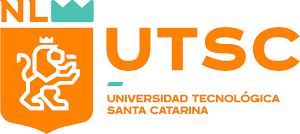 NL
UTSC
UNIVERSIDAD TECNOLÓGICA
SANTA CATARINA